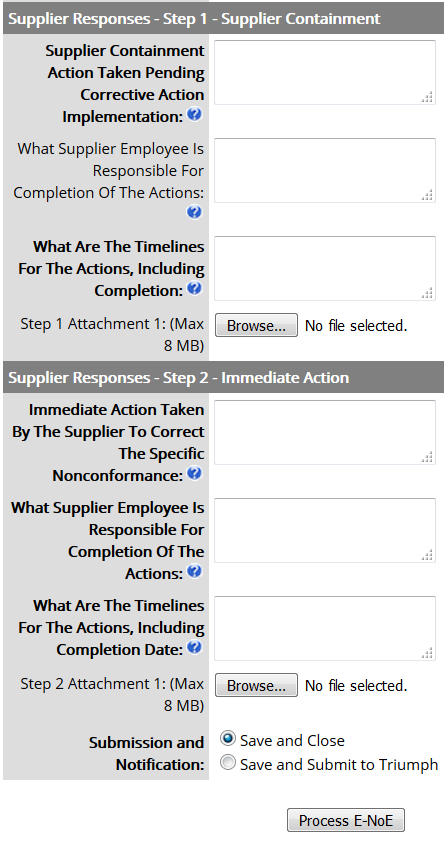 Supplier Responses - Step 1 - Supplier Containment
Supplier Containment
Action Taken Pending
Corrective Action
Implementation:
What Supplier Employee Is
Responsible For
Completion Of The Actions:
What Are The Timelines
For The Actions, Including
Completion:
Step 1 Attachment 1: (Max
8 MB)
Browse... No file selected.
Supplier Responses - Step 2 - Immediate Action
Immediate Action Taken
By The Supplier To Correct
The Specific
Nonconformance:
What Supplier Employee Is
Responsible For
Completion Of The
Actions:
What Are The Timelines
For The Actions, Including
Completion Date:
Step 2 Attachment 1: (Max
8 MB)
Browse... No file selected.
Submission and
Notification:
Save and Close
Save and Submit to Triumph
Process E-NoE